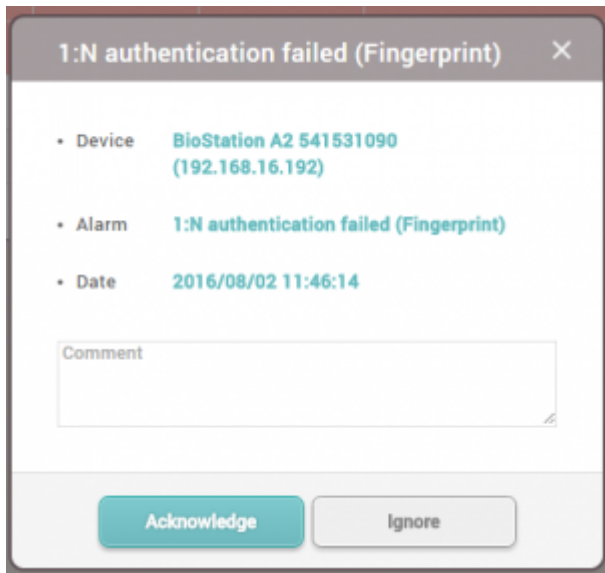 1:N authentication failed (Fingerprint)
• Device BioStation A2 541531090
(192.168.16.192)
• Alarm 1:N authentication failed (Fingerprint)
• Date 2016/08/02 11:46:14
Comment
Acknowledge Ignore